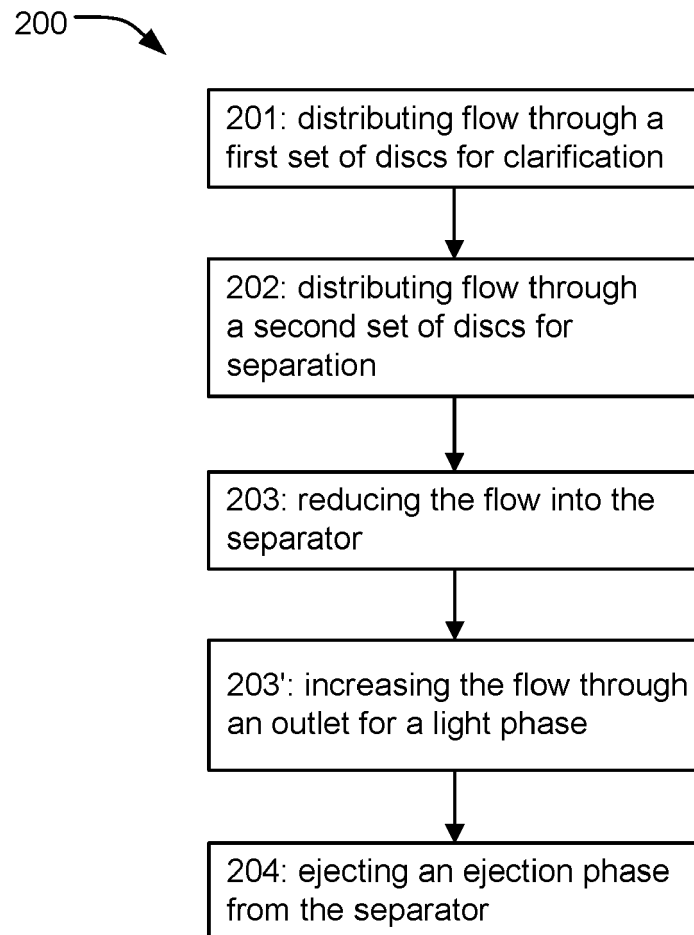 200
201: distributing flow through a
first set of discs for clarification
202: distributing flow through
a second set of discs for
separation
203: reducing the flow into the
separator
203': increasing the flow through
an outlet for a light phase
204: ejecting an ejection phase
from the separator